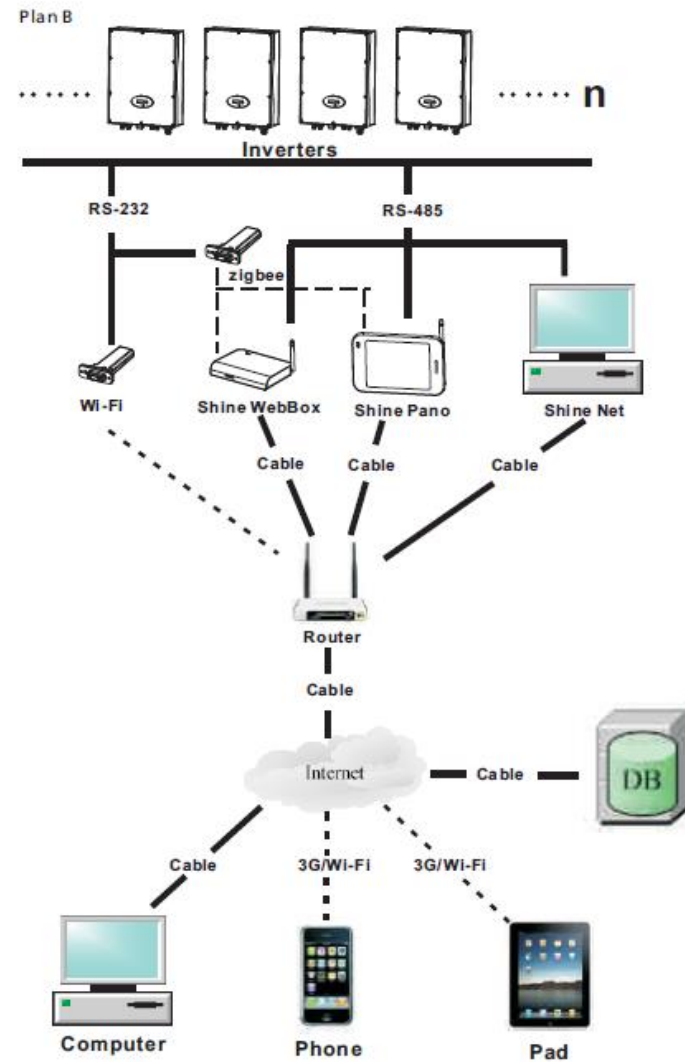 Plan B
...... ...... n
Inverters
RS-232 RS-485
zigbee
Wi-Fi Shine WebBox Shine Pano Shine Net
Cable Cable Cable
Router
Cable
Internet Cable DB
Cable 3G/Wi-Fi 3G/Wi-Fi
Computer Phone Pad